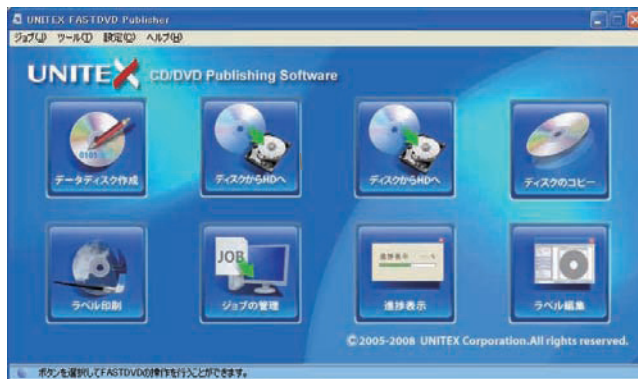 UNITEX FASTDVD Publisher
ジョブ(J) ツール(T) 設定(C) ヘルプ(H)
UNITEX CD/DVD Publishing Software
0101
データディスク作成 ディスクからHDへ ディスクからHDへ ディスクのコピー
JOB
進捗表示
ラベル印刷 ジョブの管理 進捗表示 ラベル編集
© 2005-2008 UNITEX Corporation.All rights reserved.
ボタンを選択してFASTDVDの操作を行うことができます。